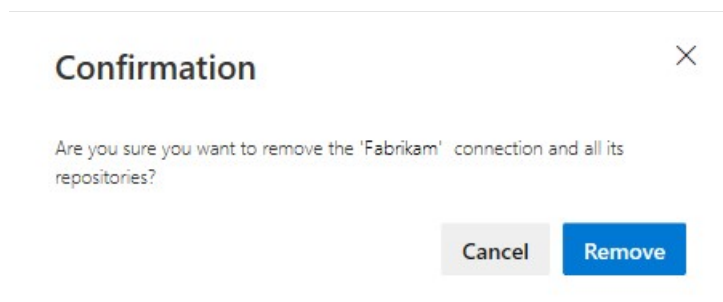 Confirmation
Are you sure you want to remove the 'Fabrikam' connection and all its
repositories?
Cancel Remove